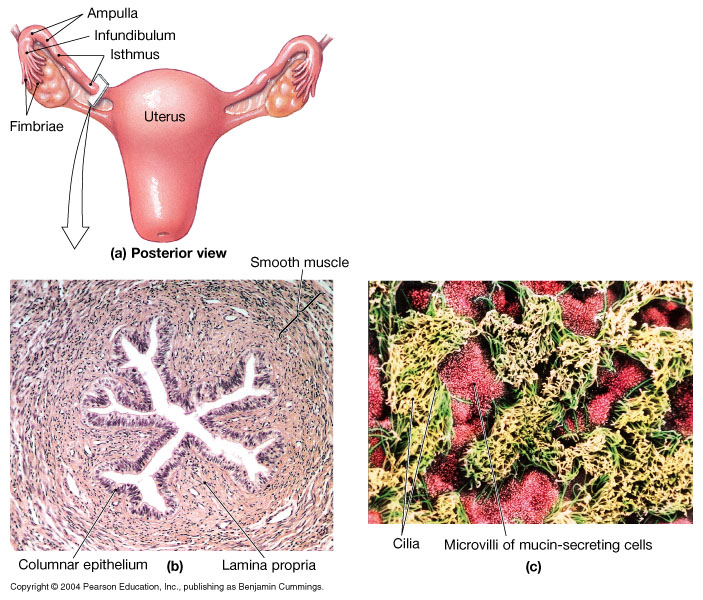 Ampulla
Infundibulum
Isthmus
Fimbriae
Uterus
(a) Posterior view
Smooth muscle
Columnar epithelium
(b)
Lamina propria
Cilia
Microvilli of mucin-secreting cells
(c)
Copyright © 2004 Pearson Education, Inc., publishing as Benjamin Cummings.